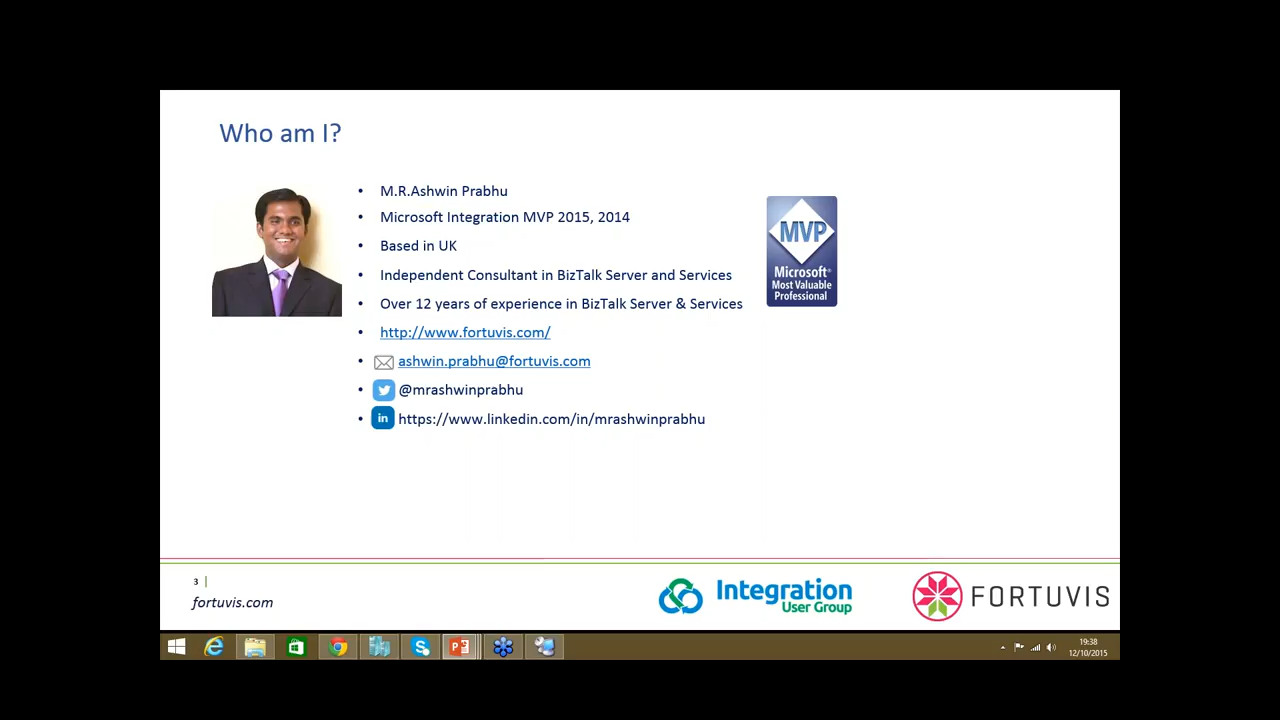 Who am I?
• M.R.Ashwin Prabhu
• Microsoft Integration MVP 2015, 2014
• Based in UK
• Independent Consultant in BizTalk Server and Services
• Over 12 years of experience in BizTalk Server & Services
• http://www.fortuvis.com/
• ashwin.prabhu@fortuvis.com
• @mrashwinprabhu
• in https://www.linkedin.com/in/mrashwinprabhu
MVP
Microsoft®
Most Valuable
Professional
3 |
fortuvis.com
Integration
User Group
FORTUVIS
19:38
12/10/2015